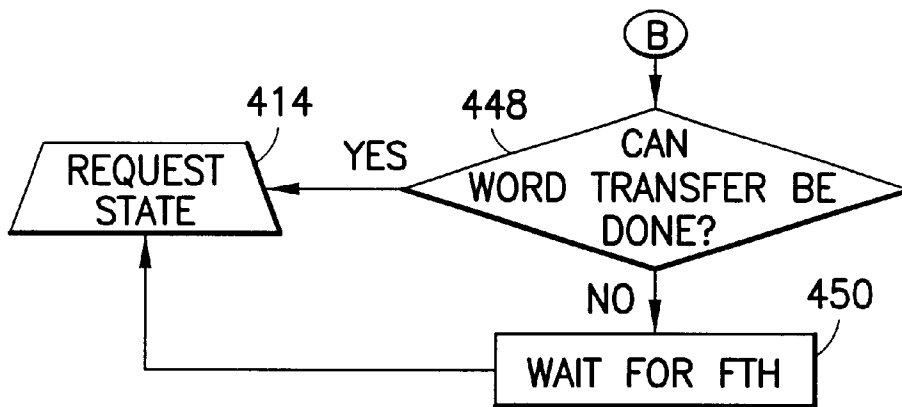 B
448
CAN
WORD TRANSFER BE
DONE?
YES
414
REQUEST
STATE
NO
450
WAIT FOR FTH